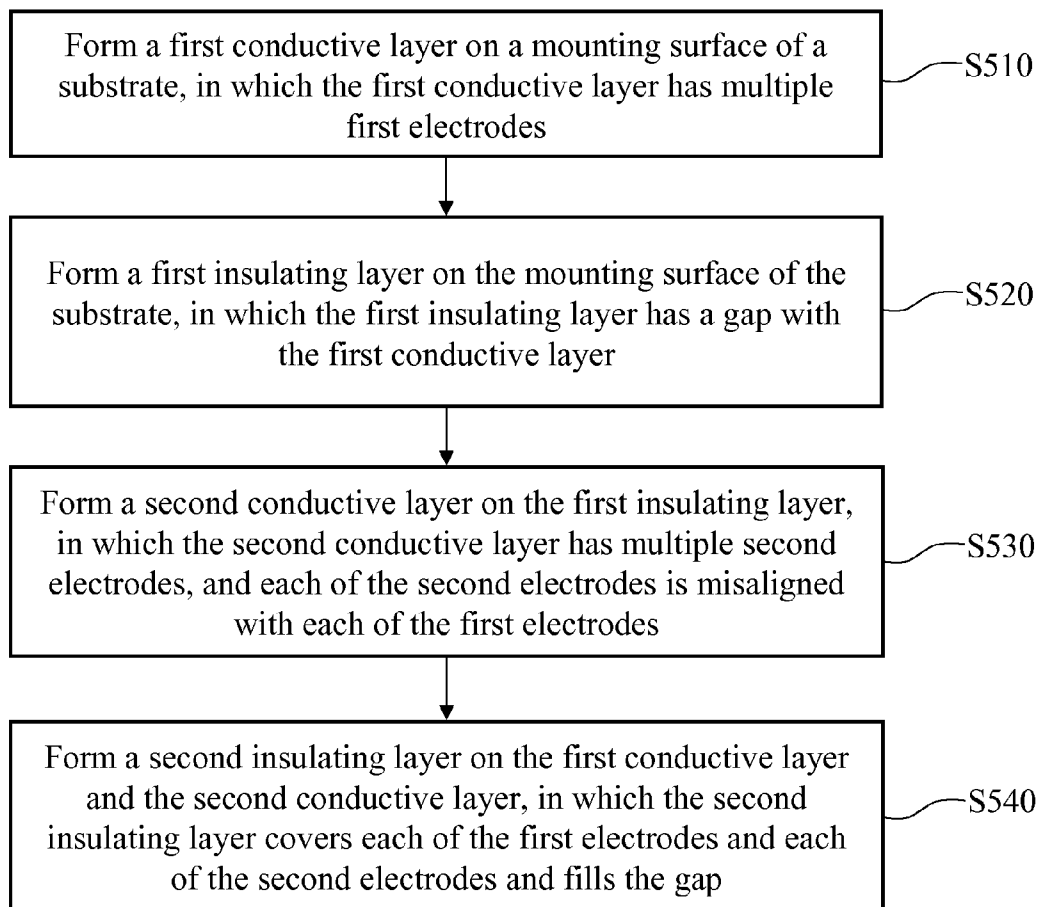 Form a first conductive layer on a mounting surface of a
substrate, in which the first conductive layer has multiple
first electrodes
S510
Form a first insulating layer on the mounting surface of the
substrate, in which the first insulating layer has a gap with
the first conductive layer
S520
Form a second conductive layer on the first insulating layer,
in which the second conductive layer has multiple second
electrodes, and each of the second electrodes is misaligned
with each of the first electrodes
S530
Form a second insulating layer on the first conductive layer
and the second conductive layer, in which the second
insulating layer covers each of the first electrodes and each
of the second electrodes and fills the gap
S540